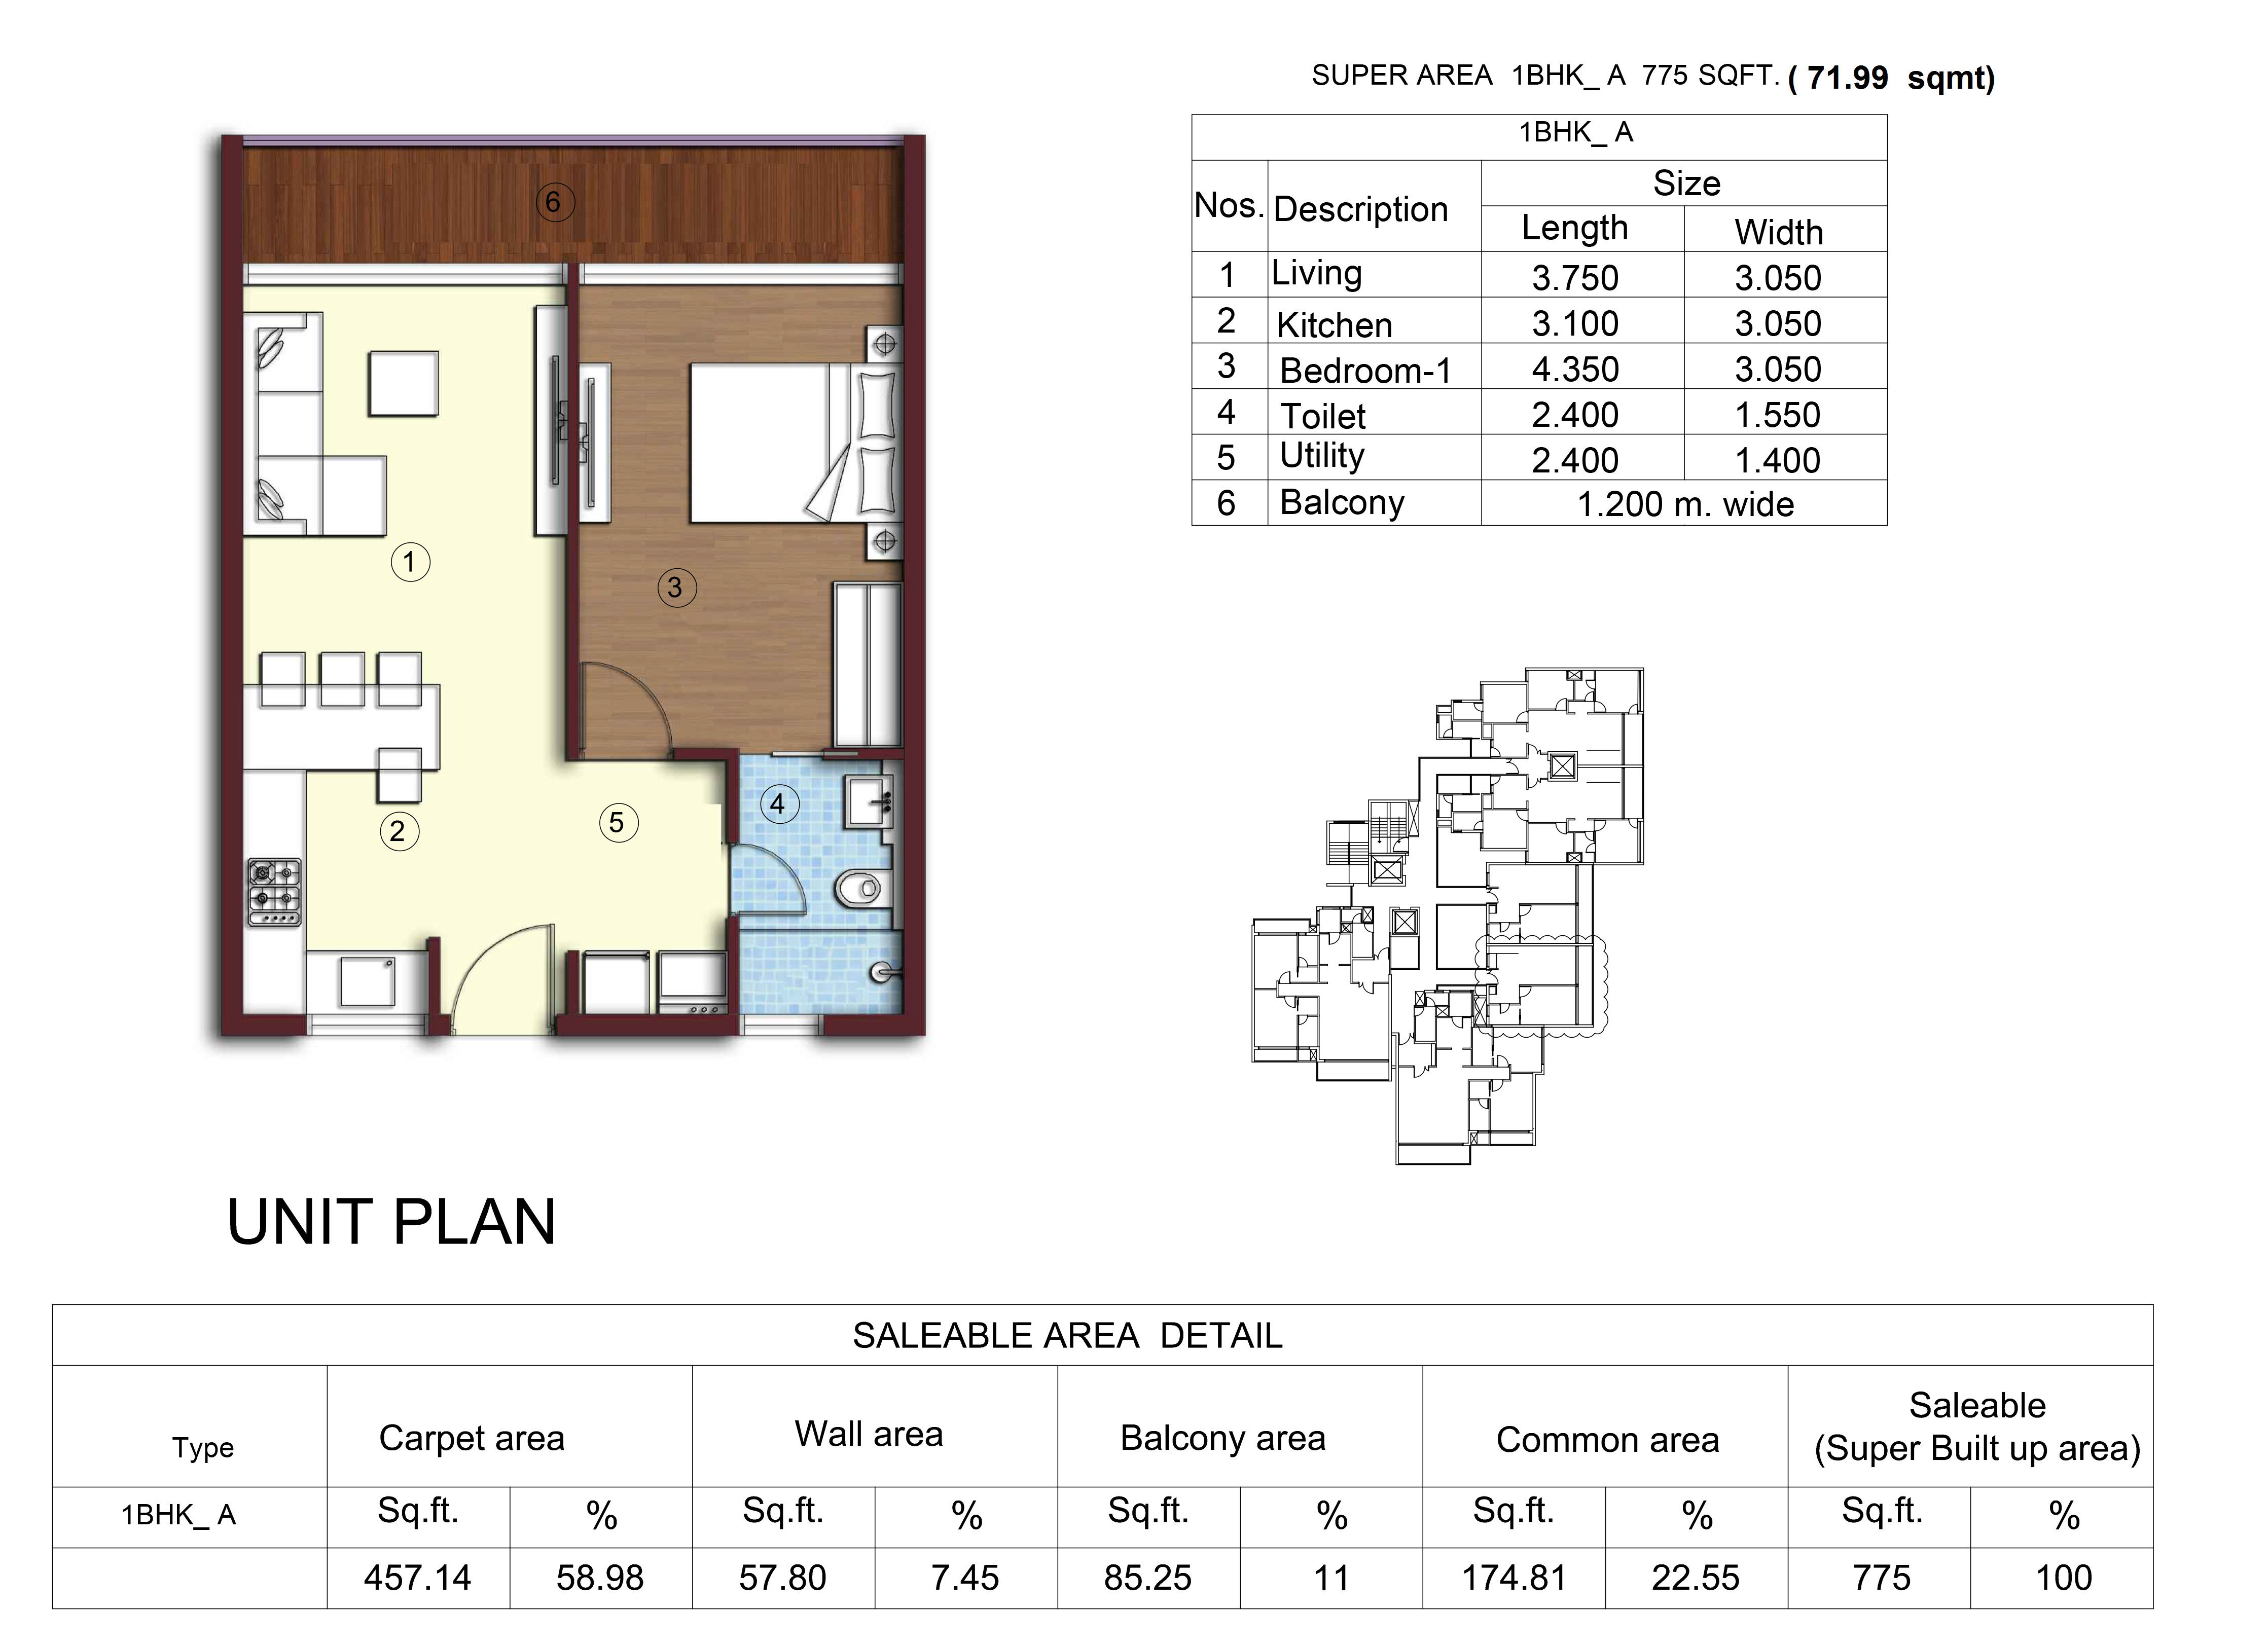 SUPER AREA 1BHK_ A 775 SQFT. ( 71.99 sqmt)
1BHK_ A
Nos. Description Size
Length Width
1 Living 3.750 3.050
2 Kitchen 3.100 3.050
3 Bedroom-1 4.350 3.050
4 Toilet 2.400 1.550
5 Utility 2.400 1.400
6 Balcony 1.200 m. wide
6
1
3
4
5
2
UNIT PLAN
SALEABLE AREA DETAIL
Type Carpet area Wall area Balcony area Common area Saleable
(Super Built up area)
1BHK_ A Sq.ft. % Sq.ft. % Sq.ft. % Sq.ft. % Sq.ft. %
457.14 58.98 57.80 7.45 85.25 11 174.81 22.55 775 100